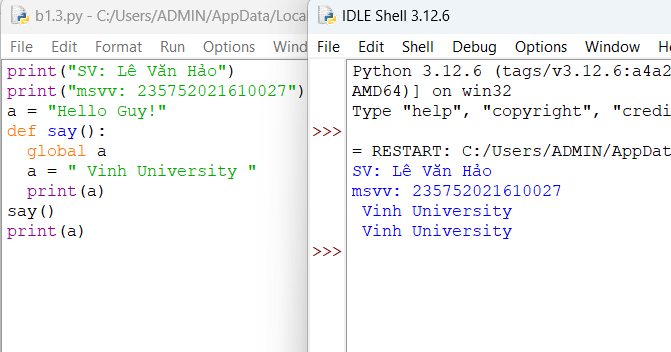 b1.3.py - C:/Users/ADMIN/AppData/Loca
File Edit Format Run Options Wind
print("SV: Lê Văn Hảo")
print("msvv: 235752021610027")
a = "Hello Guy!"
def say():
  global a
  a = " Vinh University "
  print(a)
say()
print(a)
IDLE Shell 3.12.6
File Edit Shell Debug Options Window Help
Python 3.12.6 (tags/v3.12.6:a4a2
AMD64)] on win32
Type "help", "copyright", "credi
>>>
= RESTART: C:/Users/ADMIN/AppDat
SV: Lê Văn Hảo
msvv: 235752021610027
 Vinh University
 Vinh University
>>>